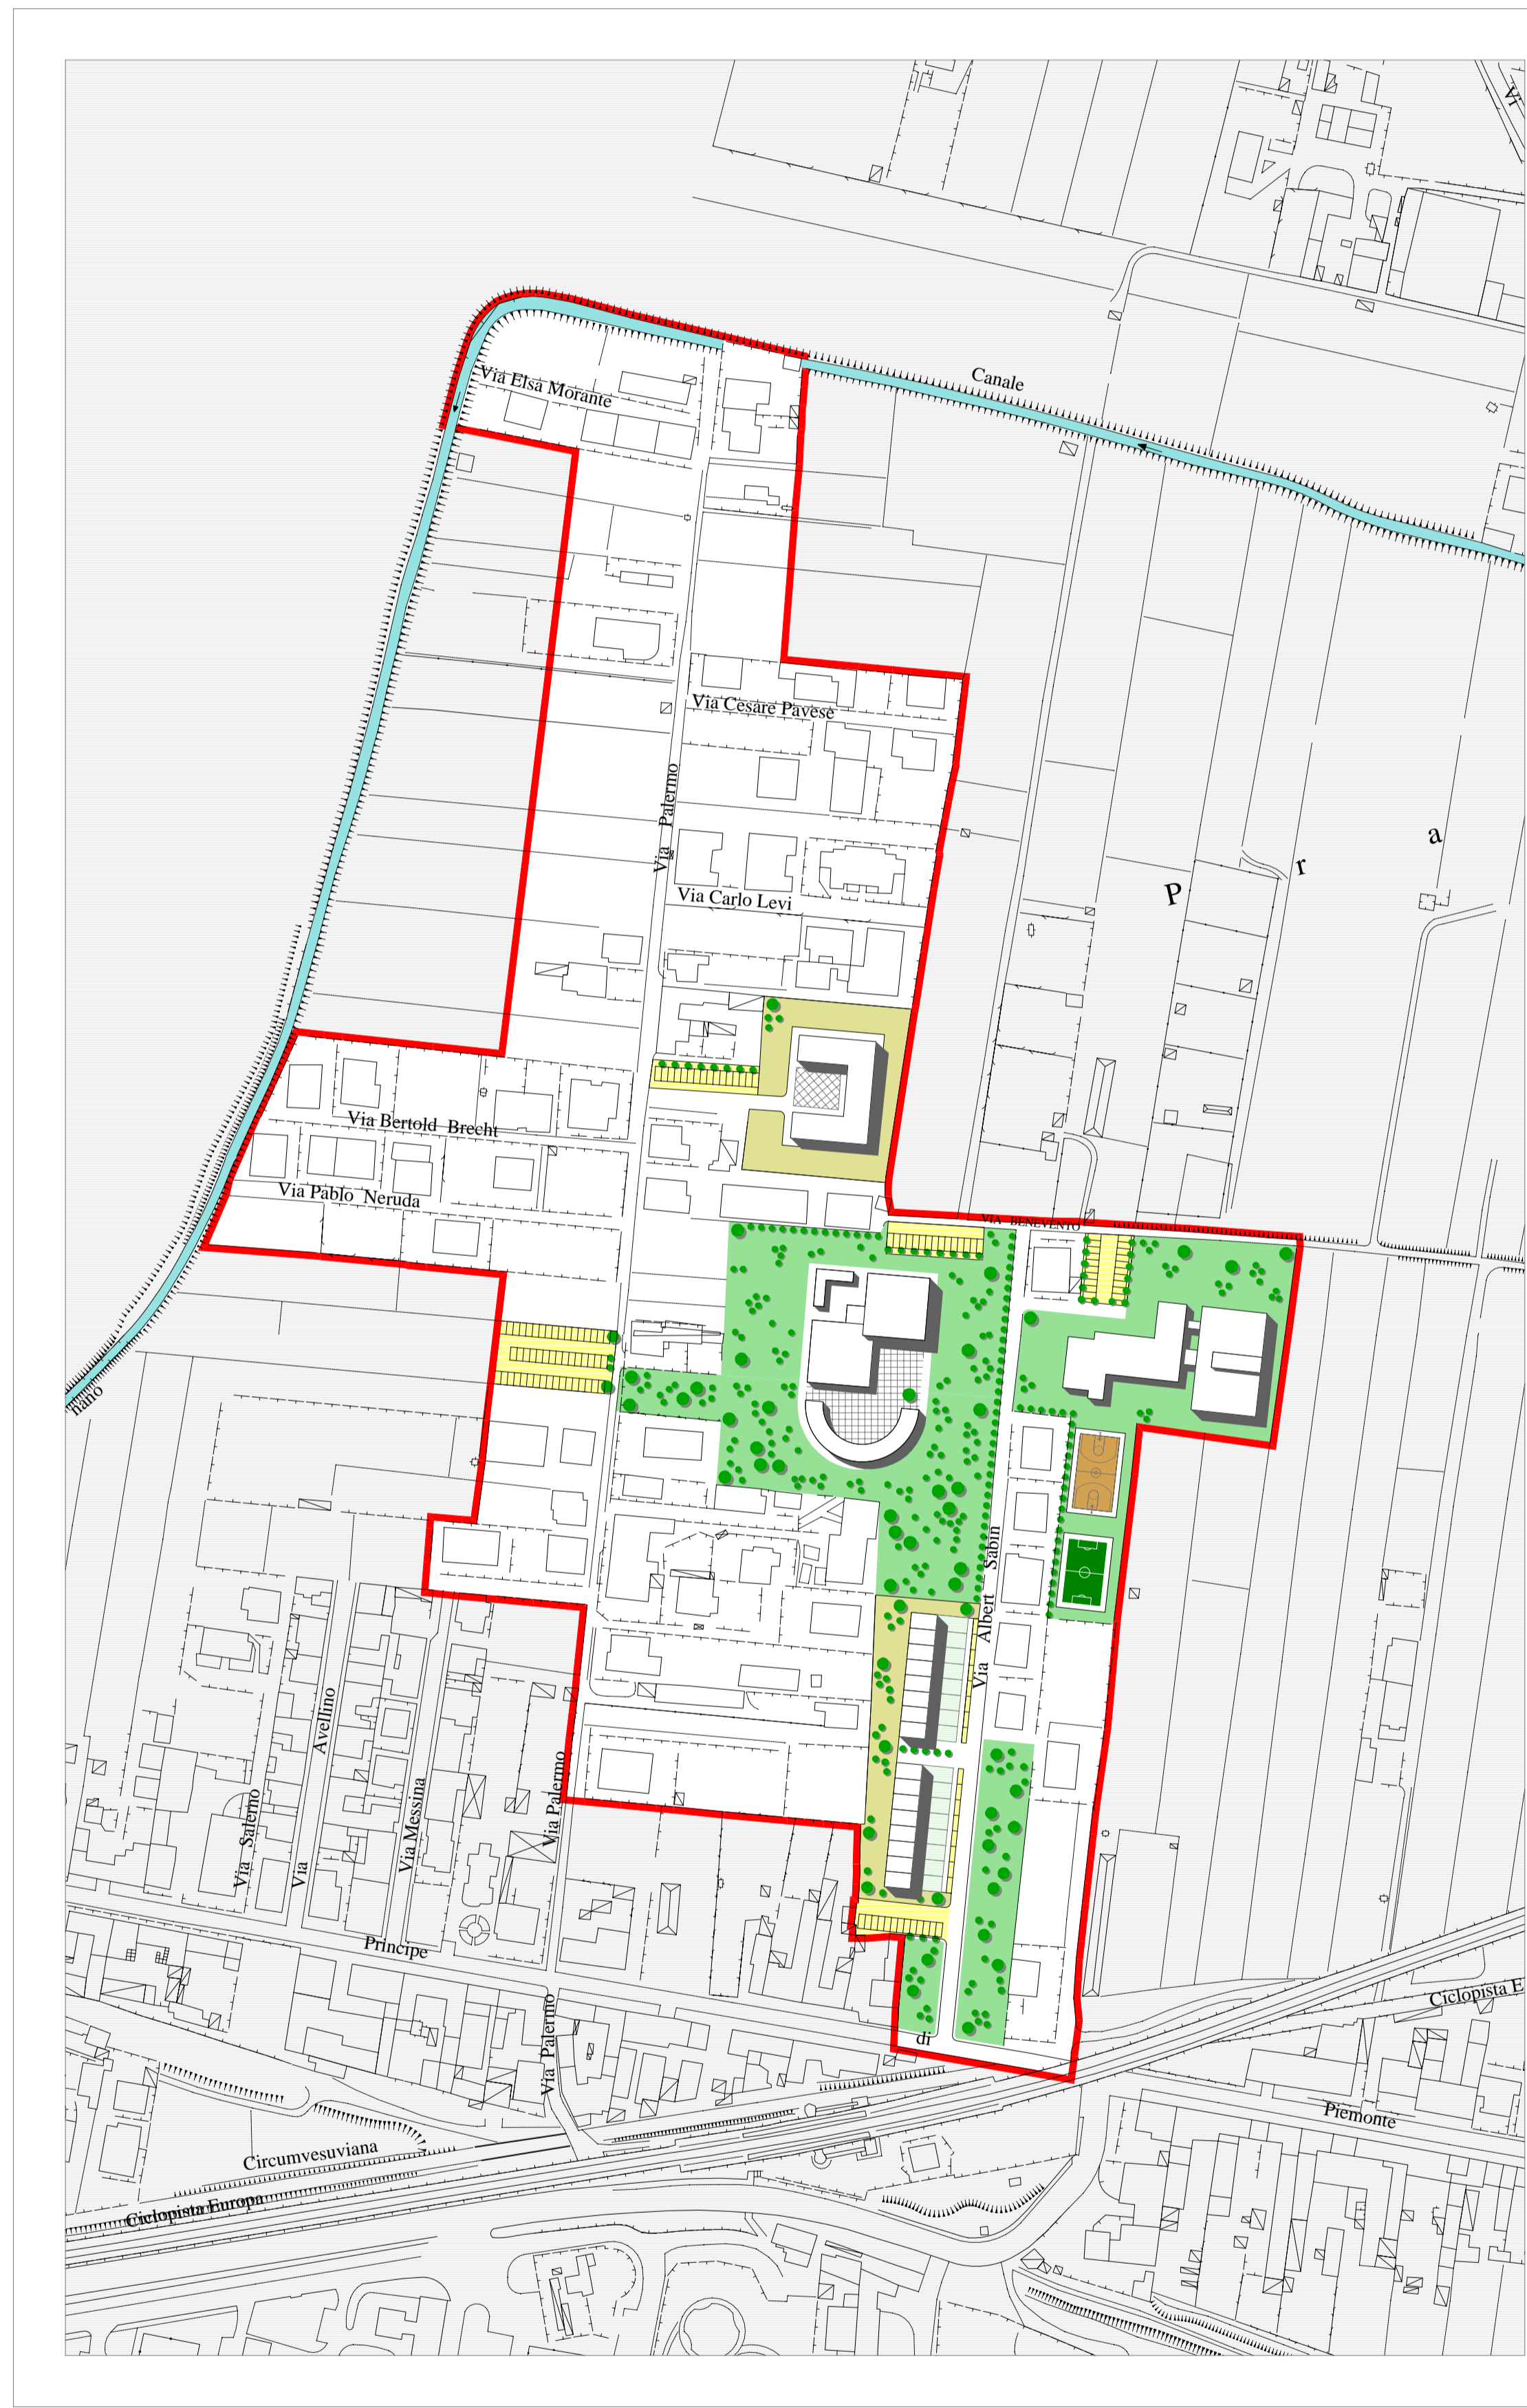 Vi
Canale
Via Elsa Morante
Via Cesare Pavese
Via Palermo
a
r
P
Via Carlo Levi
Via Bertold Brecht
Via Pablo Neruda
VIA BENEVENTO
nano
Via Albert Sabin
Via Avellino
Via Salerno
Via Messina
Via Palermo
Principe
Ciclopista E
Via Palermo
di
Piemonte
Circumvesuviana
Ciclopista Europa